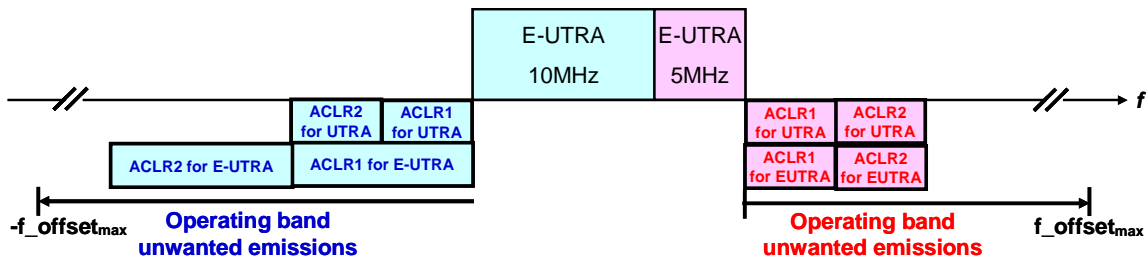 E-UTRA
10MHz
E-UTRA
5MHz
f
ACLR2
for UTRA
ACLR1
for UTRA
ACLR1
for UTRA
ACLR2
for UTRA
ACLR2 for E-UTRA
ACLR1 for E-UTRA
ACLR1
for EUTRA
ACLR2
for EUTRA
-f_offsetmax
Operating band
unwanted emissions
Operating band
unwanted emissions
f_offsetmax